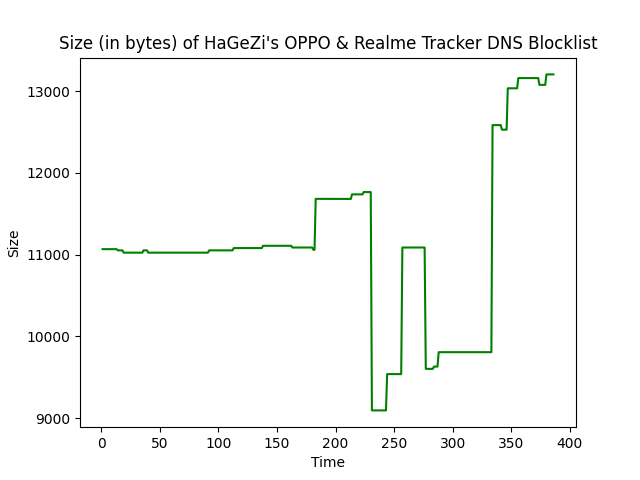 Size (in bytes) of HaGeZi's OPPO & Realme Tracker DNS Blocklist
13000
12000
11000
10000
9000
Size
0 50 100 150 200 250 300 350 400
Time